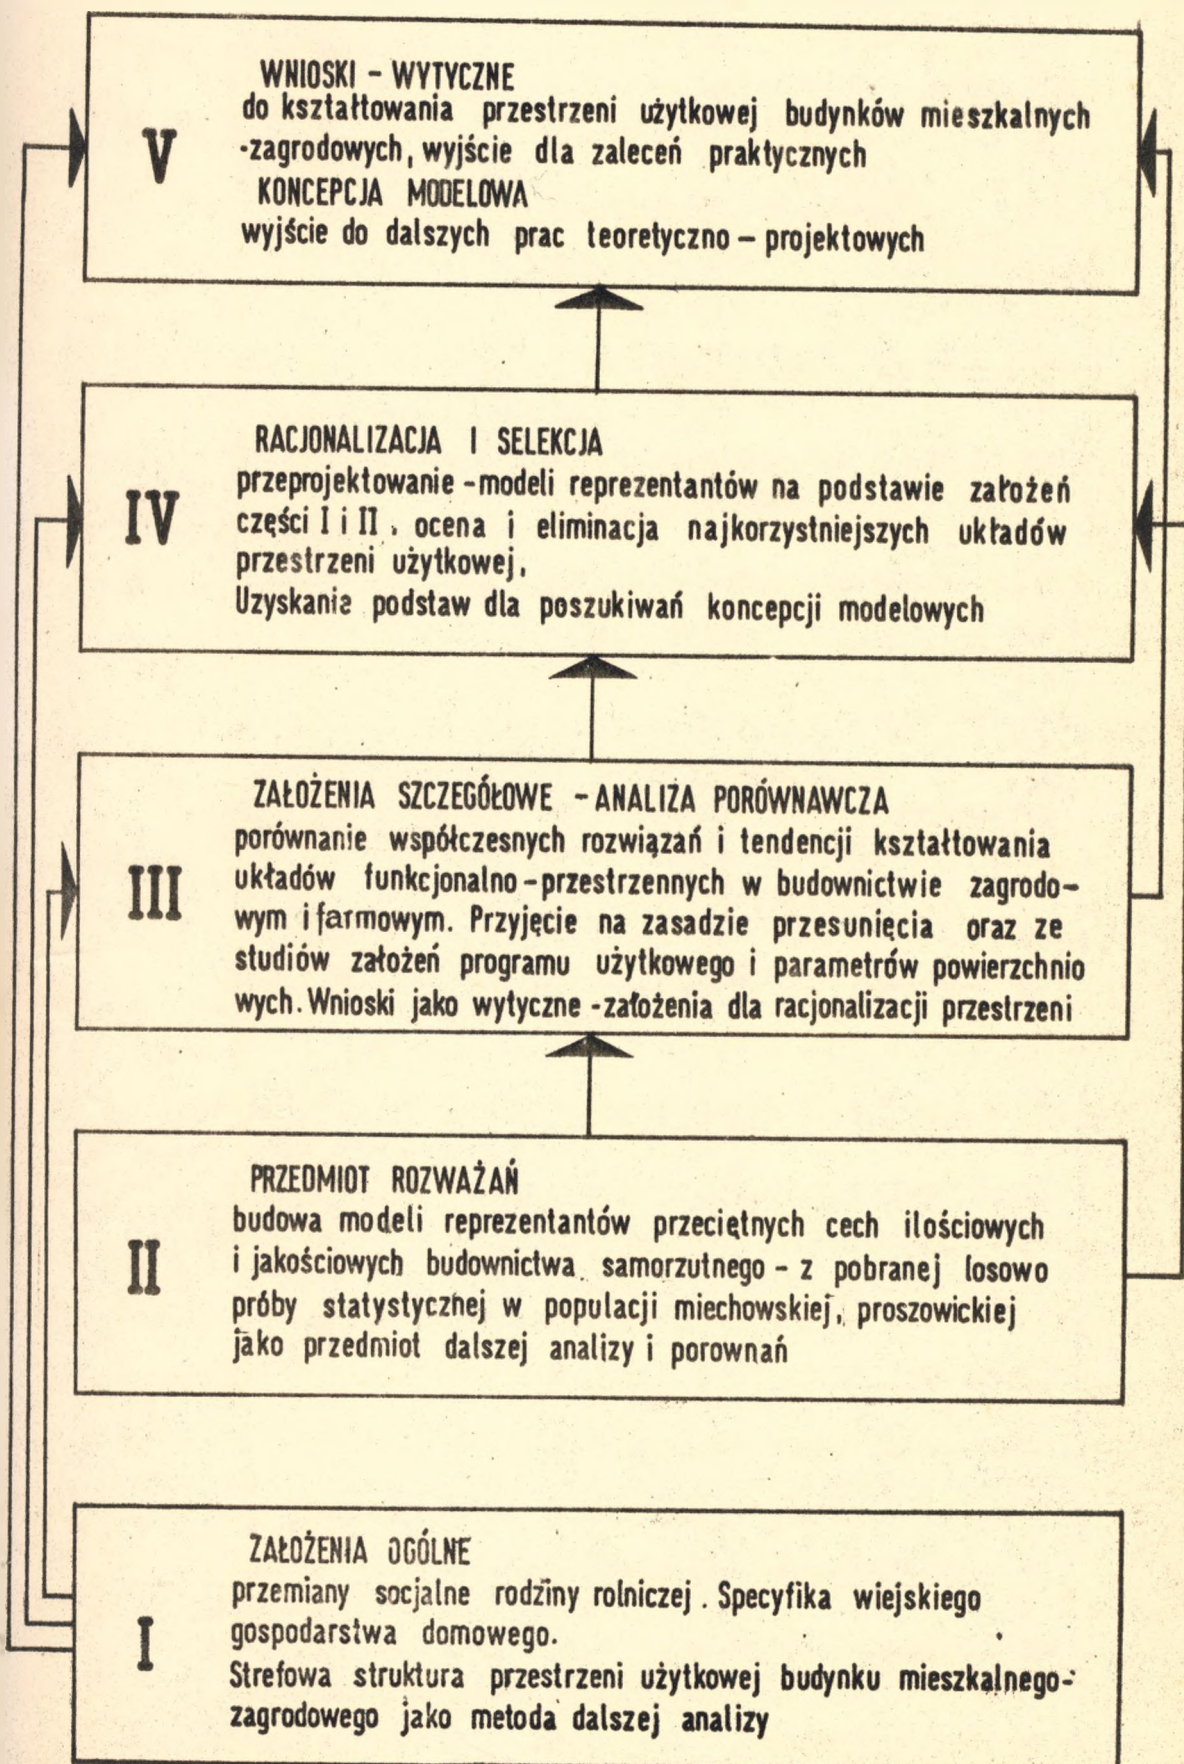 WNIOSKI - WYTYCZNE
do kształtowania przestrzeni użytkowej budynków mieszkalnych
-zagrodowych, wyjście dla zaleceń praktycznych
V
KONCEPCJA MODELOWA
wyjście do dalszych prac teoretyczno - projektowych
RACJONALIZACJA I SELEKCJA
przeprojektowanie - modeli reprezentantów na podstawie założeń
IV
części I i II, ocena i eliminacja najkorzystniejszych układów
przestrzeni użytkowej,
Uzyskania podstaw dla poszukiwań koncepcji modelowych
ZAŁOŻENIA SZCZEGÓŁOWE - ANALIZA PORÓWNAWCZA
porównanie współczesnych rozwiązań i tendencji kształtowania
układów funkcjonalno - przestrzennych w budownictwie zagrodo-
III
wym i farmowym. Przyjęcie na zasadzie przesunięcia oraz ze
studiów założeń programu użytkowego i parametrów powierzchnio
wych. Wnioski jako wytyczne - założenia dla racjonalizacji przestrzeni
PRZEDMIOT ROZWAŻAŃ
budowa modeli reprezentantów przeciętnych cech ilościowych
II
i jakościowych budownictwa samorzutnego - z pobranej losowo
próby statystycznej w populacji miechowskiej, proszowickiej
jako przedmiot dalszej analizy i porownań
ZAŁOŻENIA OGÓLNE
przemiany socjalne rodziny rolniczej. Specyfika wiejskiego
I
gospodarstwa domowego.
Strefowa struktura przestrzeni użytkowej budynku mieszkalnego-
zagrodowego jako metoda dalszej analizy